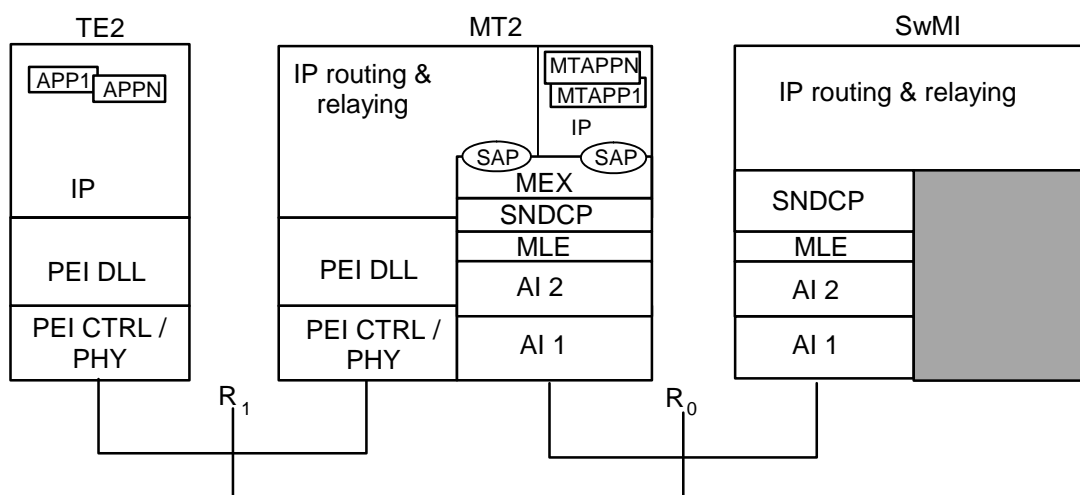 TE2
MT2
SwMI
APP1
APPN
IP
PEI DLL
PEI CTRL /
PHY
IP routing &
relaying
MTAPPN
MTAPP1
IP
SAP
SAP
MEX
SNDCP
MLE
AI 2
AI 1
PEI DLL
PEI CTRL /
PHY
IP routing & relaying
SNDCP
MLE
AI 2
AI 1
R1
R0